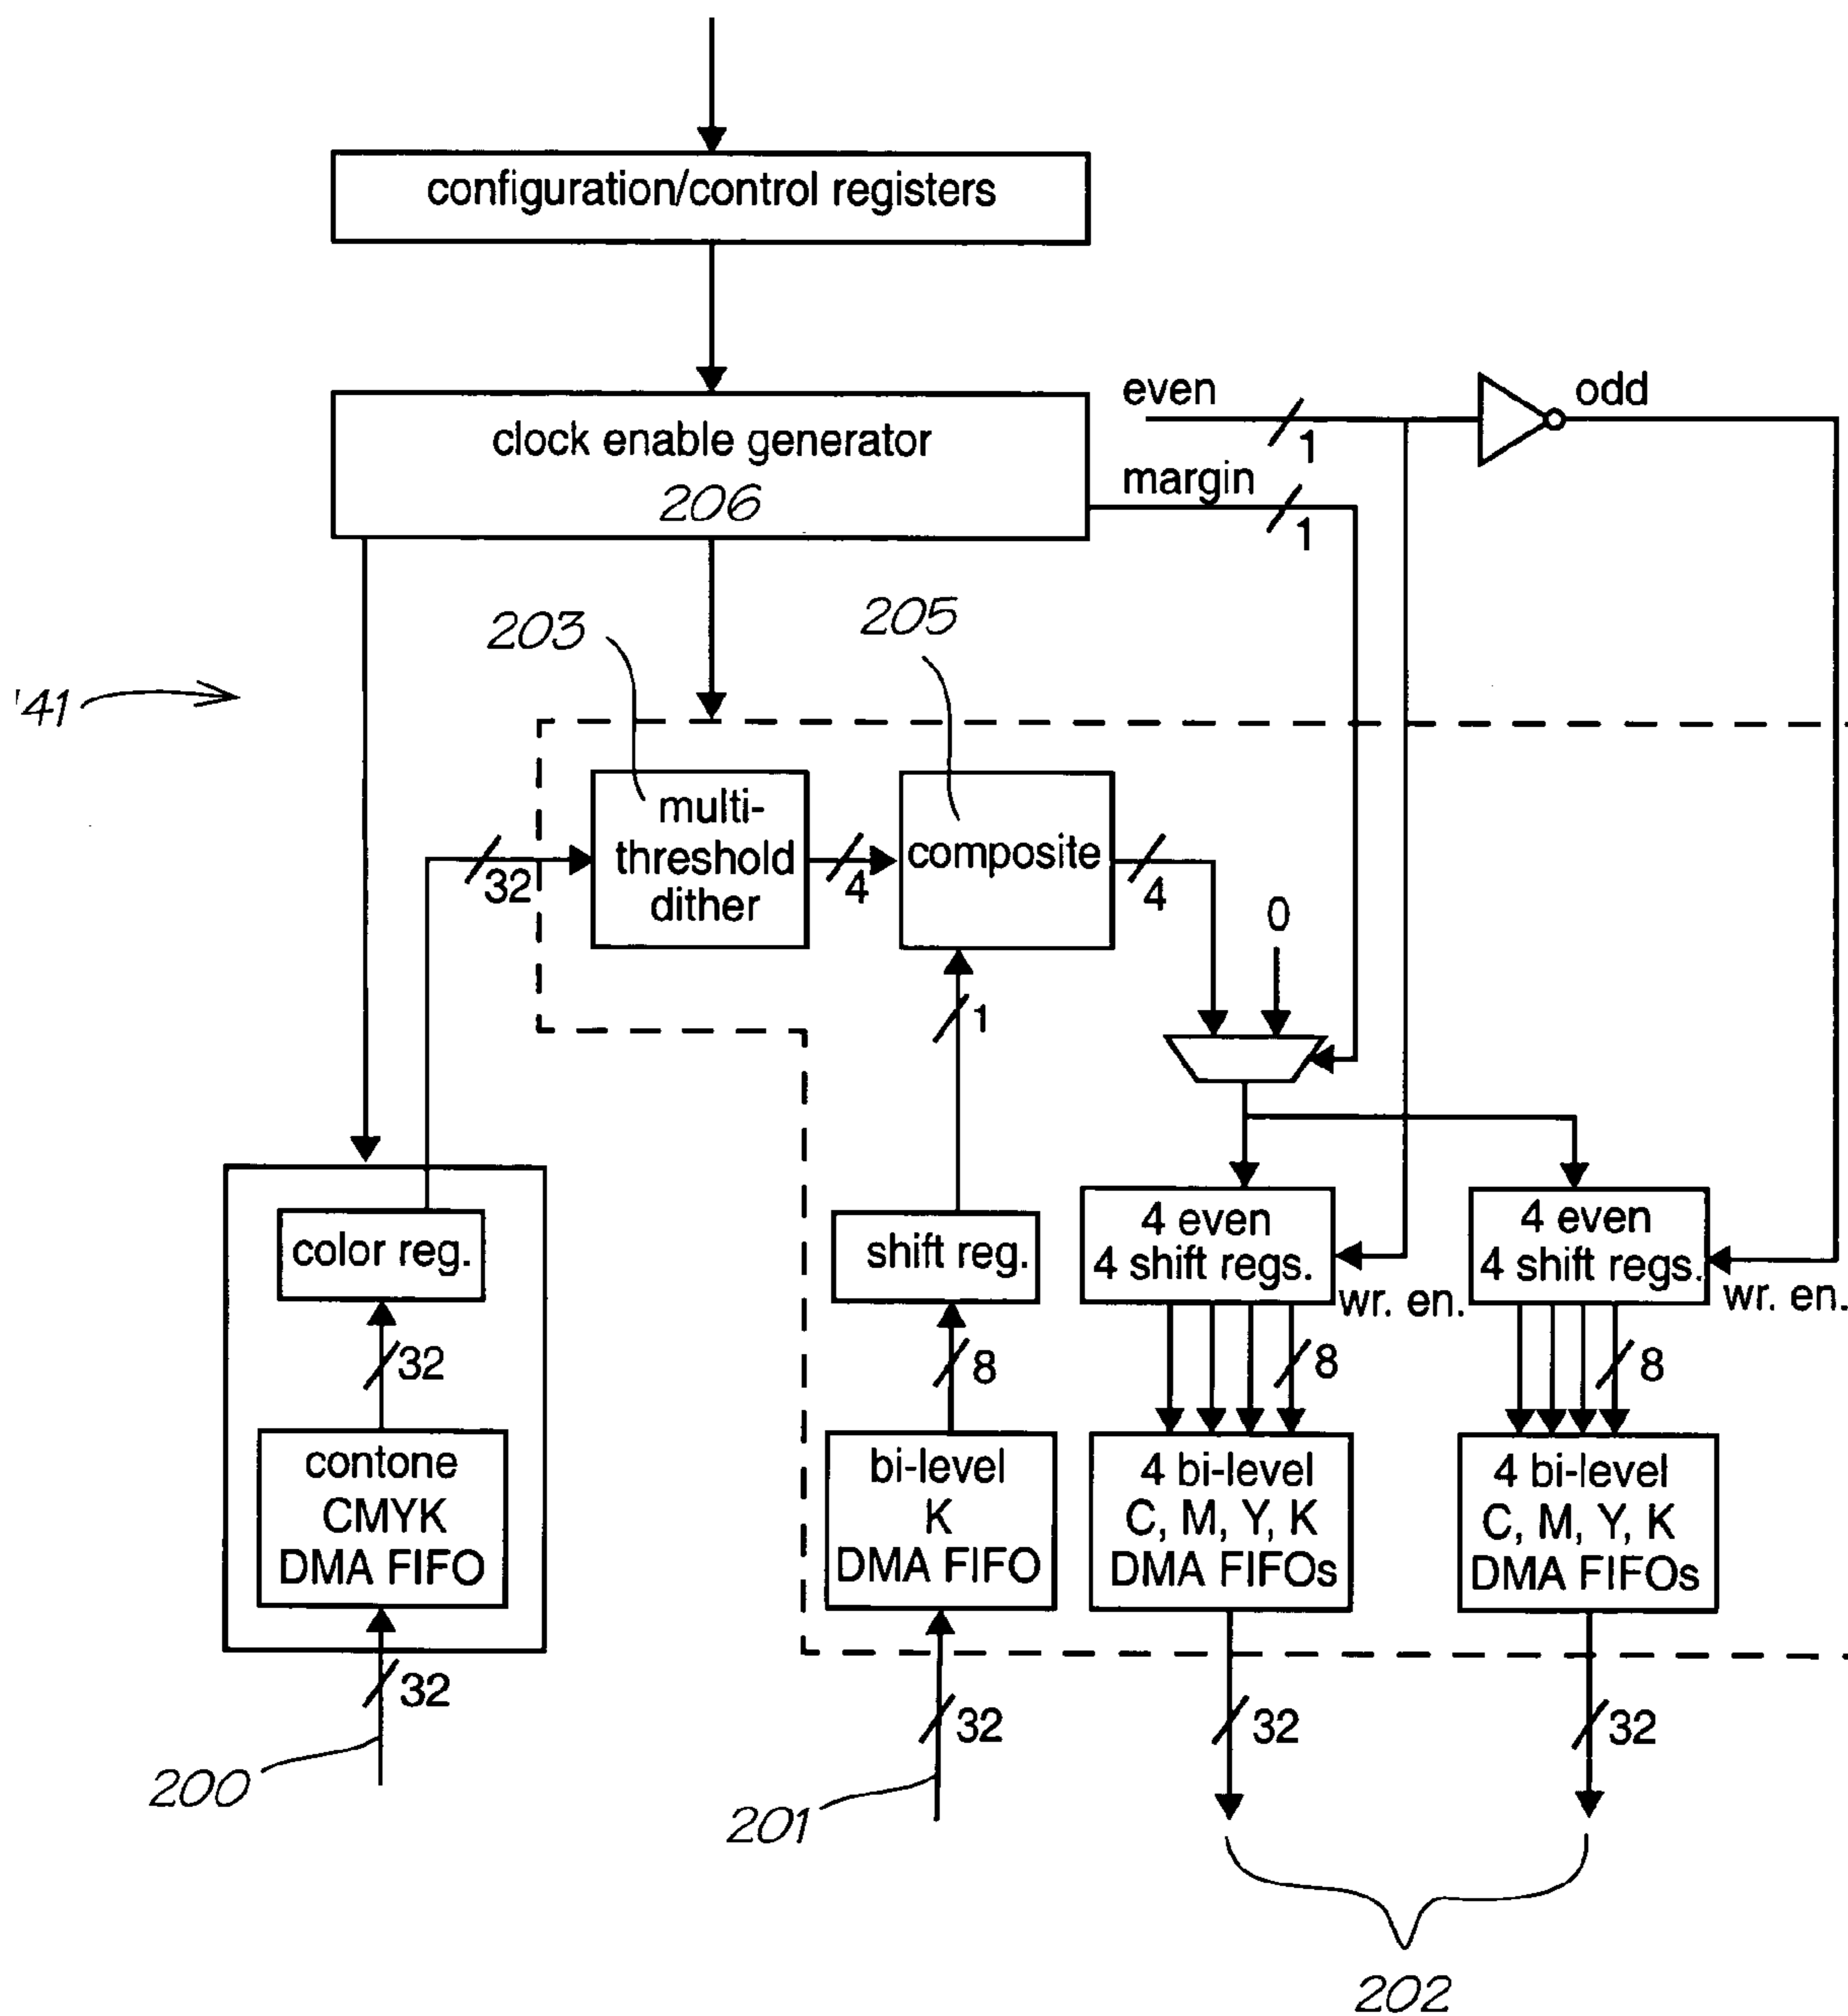 configuration/control registers
clock enable generator
206
even
1
odd
margin
1
203
205
'41
multi-
threshold
dither
composite
32
4
4
0
1
color reg.
shift reg.
4 even
4 shift regs.
wr. en.
4 even
4 shift regs.
wr. en.
32
8
8
8
contone
CMYK
DMA FIFO
bi-level
K
DMA FIFO
4 bi-level
C, M, Y, K
DMA FIFOs
4 bi-level
C, M, Y, K
DMA FIFOs
32
32
32
32
200
201
202